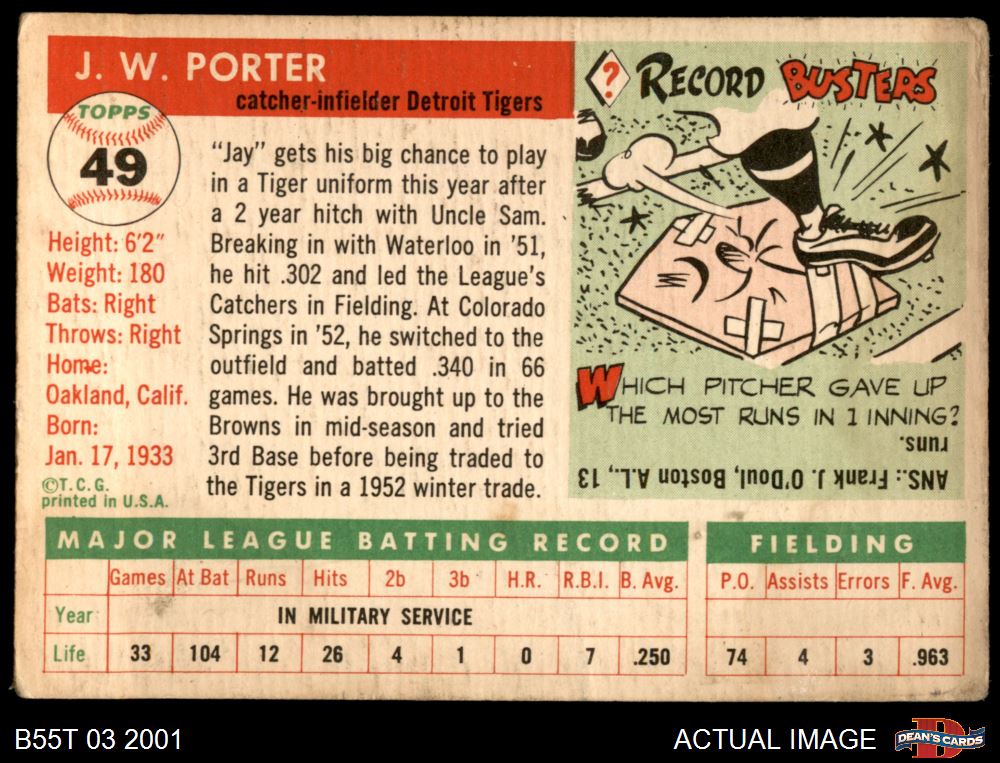 J. W. PORTER
catcher-infielder Detroit Tigers
TOPPS
49
Height: 6'2"
Weight: 180
Bats: Right
Throws: Right
Home:
Oakland, Calif.
Born:
Jan. 17, 1933
©T.C.G.
printed in U.S.A.
"Jay" gets his big chance to play
in a Tiger uniform this year after
a 2 year hitch with Uncle Sam.
Breaking in with Waterloo in '51,
he hit .302 and led the League's
Catchers in Fielding. At Colorado
Springs in '52, he switched to the
outfield and batted .340 in 66
games. He was brought up to the
Browns in mid-season and tried
3rd Base before being traded to
the Tigers in a 1952 winter trade.
? RECORD BUSTERS
WHICH PITCHER GAVE UP
THE MOST RUNS IN 1 INNING?
ANS.: Frank J. O'Doul, Boston A.L., 13
runs.
MAJOR LEAGUE BATTING RECORD
Games At Bat Runs Hits 2b 3b H.R. R.B.I. B. Avg.
Year IN MILITARY SERVICE
Life 33 104 12 26 4 1 0 7 .250
FIELDING
P.O. Assists Errors F. Avg.
74 4 3 .963
B55T 03 2001
ACTUAL IMAGE
DEAN'S CARDS